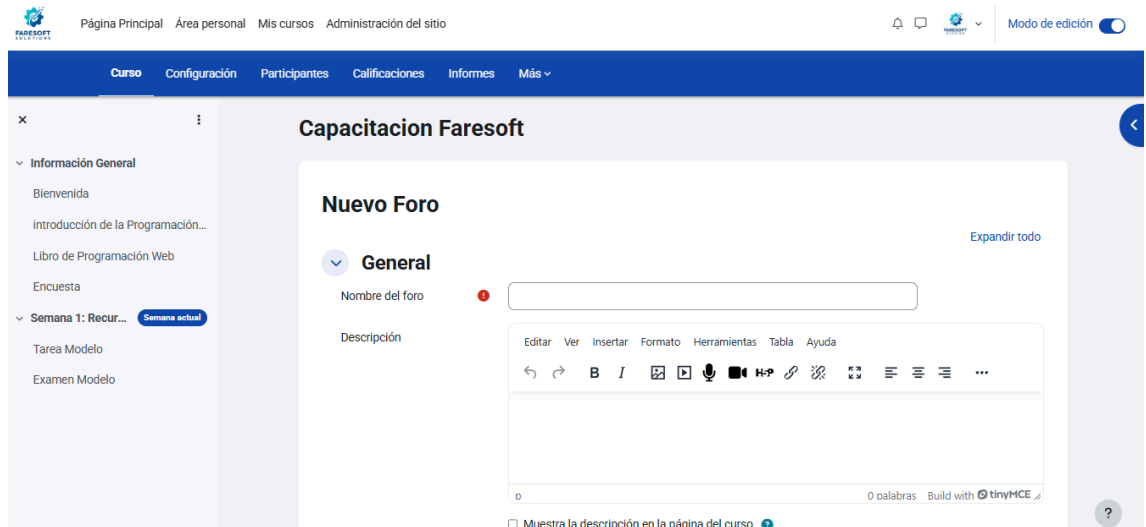 FARESOFT
SOLUTIONS
Página Principal Área personal Mis cursos Administración del sitio
Modo de edición
Curso Configuración Participantes Calificaciones Informes Más
Información General
Bienvenida
introducción de la Programación...
Libro de Programación Web
Encuesta
Semana 1: Recur... Semana actual
Tarea Modelo
Examen Modelo
Capacitacion Faresoft
Nuevo Foro
Expandir todo
General
Nombre del foro
Descripción
Editar Ver Insertar Formato Herramientas Tabla Ayuda
B I H-P
p 0 palabras Build with tinyMCE
Muestra la descripción en la página del curso ?
?